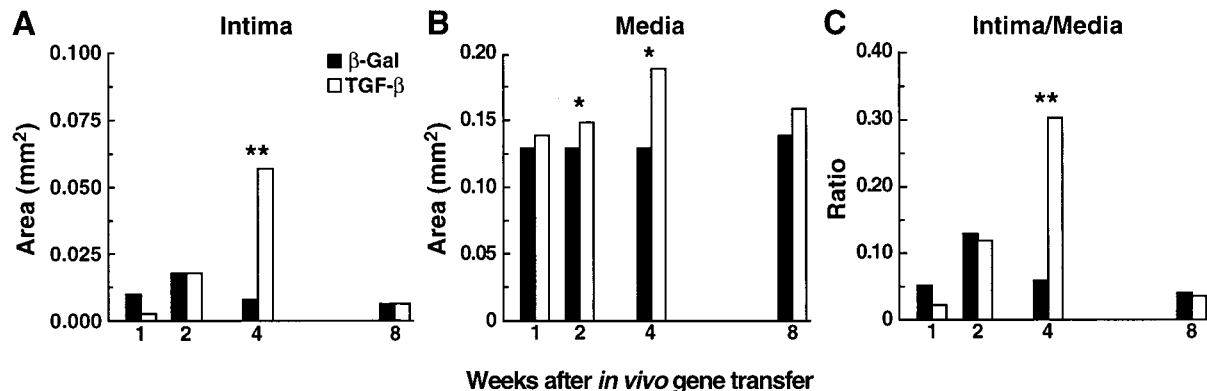 A
Intima
0.100
0.075
0.050
0.025
0.000
Area (mm²)
β-Gal
TGF-β
**
1 2 4 8
B
Media
0.20
0.15
0.10
0.05
0
Area (mm²)
*
*
1 2 4 8
C
Intima/Media
0.40
0.30
0.20
0.10
0
Ratio
**
1 2 4 8
Weeks after in vivo gene transfer